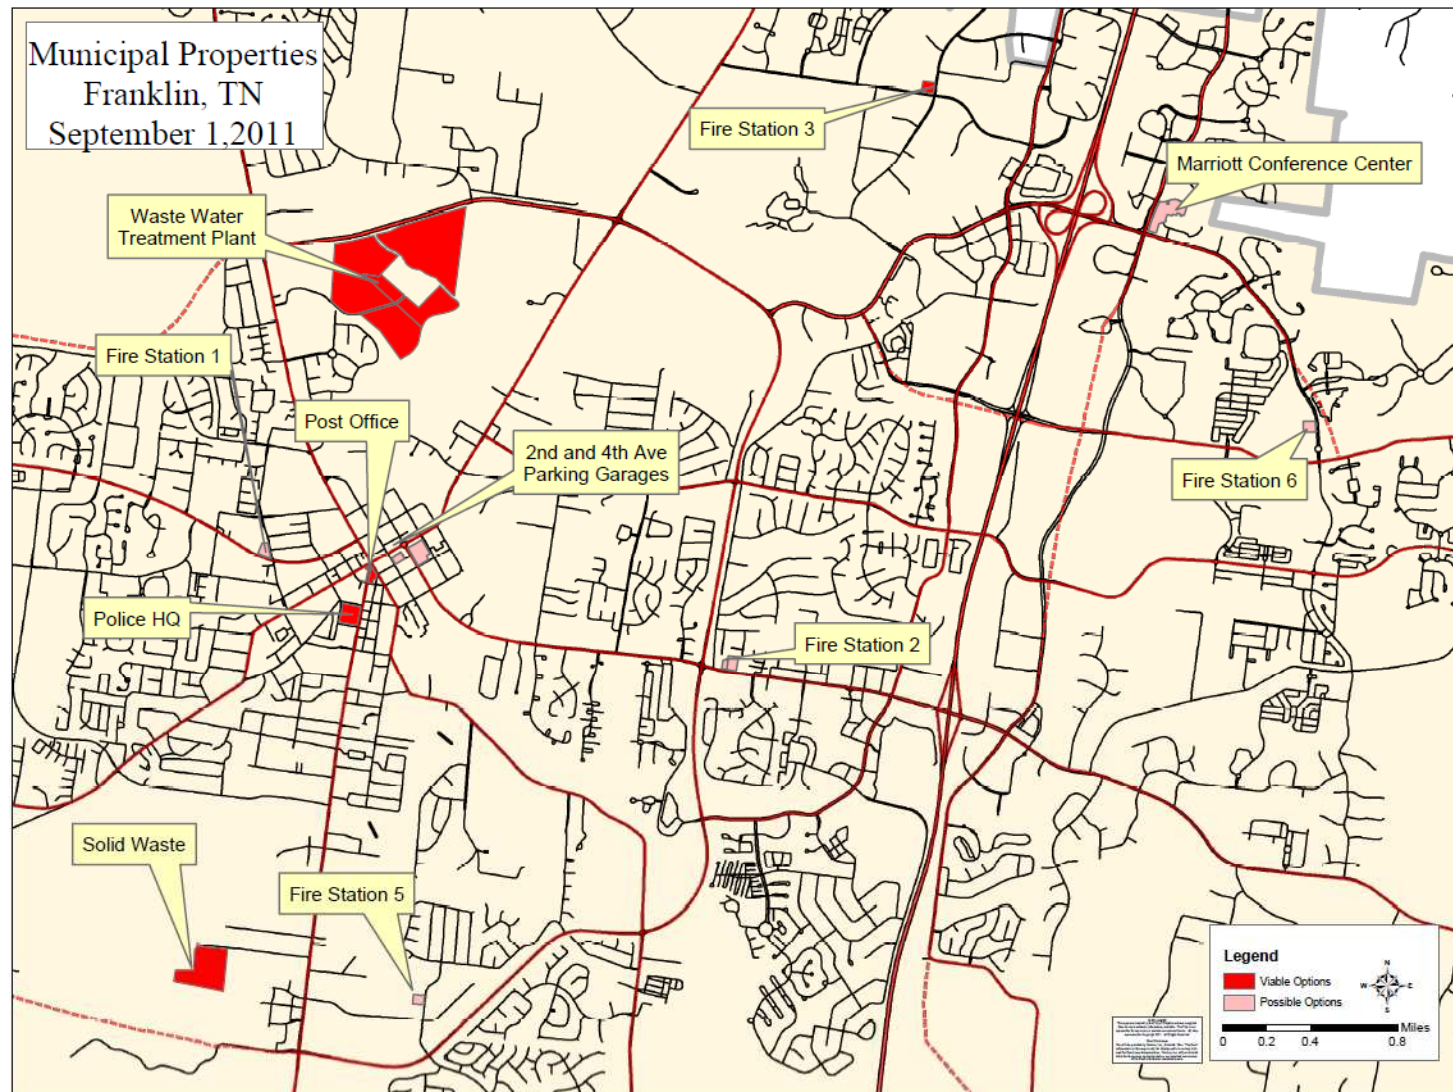 Municipal Properties
Franklin, TN
September 1,2011
Fire Station 3
Marriott Conference Center
Waste Water
Treatment Plant
Fire Station 1
Post Office
2nd and 4th Ave
Parking Garages
Fire Station 6
Police HQ
Fire Station 2
Solid Waste
Fire Station 5
Legend
Viable Options
Possible Options
N
W E
S
Miles
0 0.2 0.4 0.8